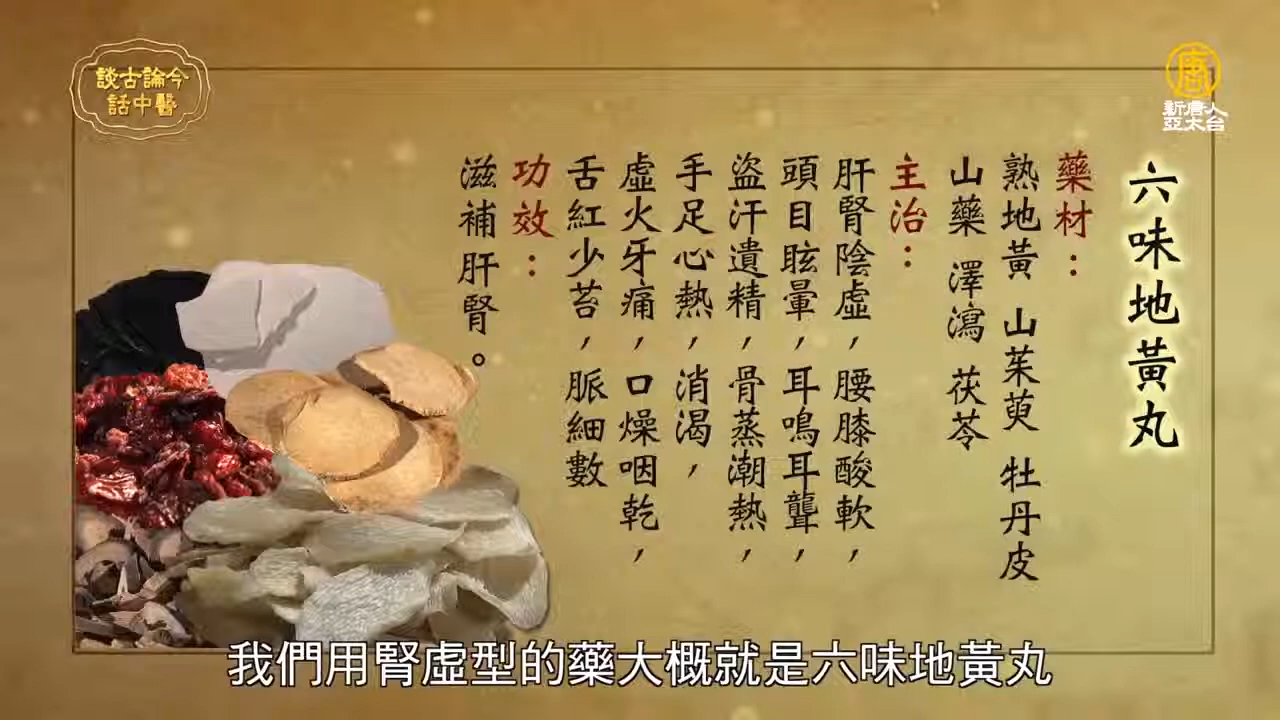 談古論今
話中醫
唐
新唐人
亞太台
六味地黃丸
藥材：
熟地黃 山茱萸 牡丹皮
山藥 澤瀉 茯苓
主治：
肝腎陰虛，腰膝酸軟，
頭目眩暈，耳鳴耳聾，
盜汗遺精，骨蒸潮熱，
手足心熱，消渴，
虛火牙痛，口燥咽乾，
舌紅少苔，脈細數
功效：
滋補肝腎。
我們用腎虛型的藥大概就是六味地黃丸